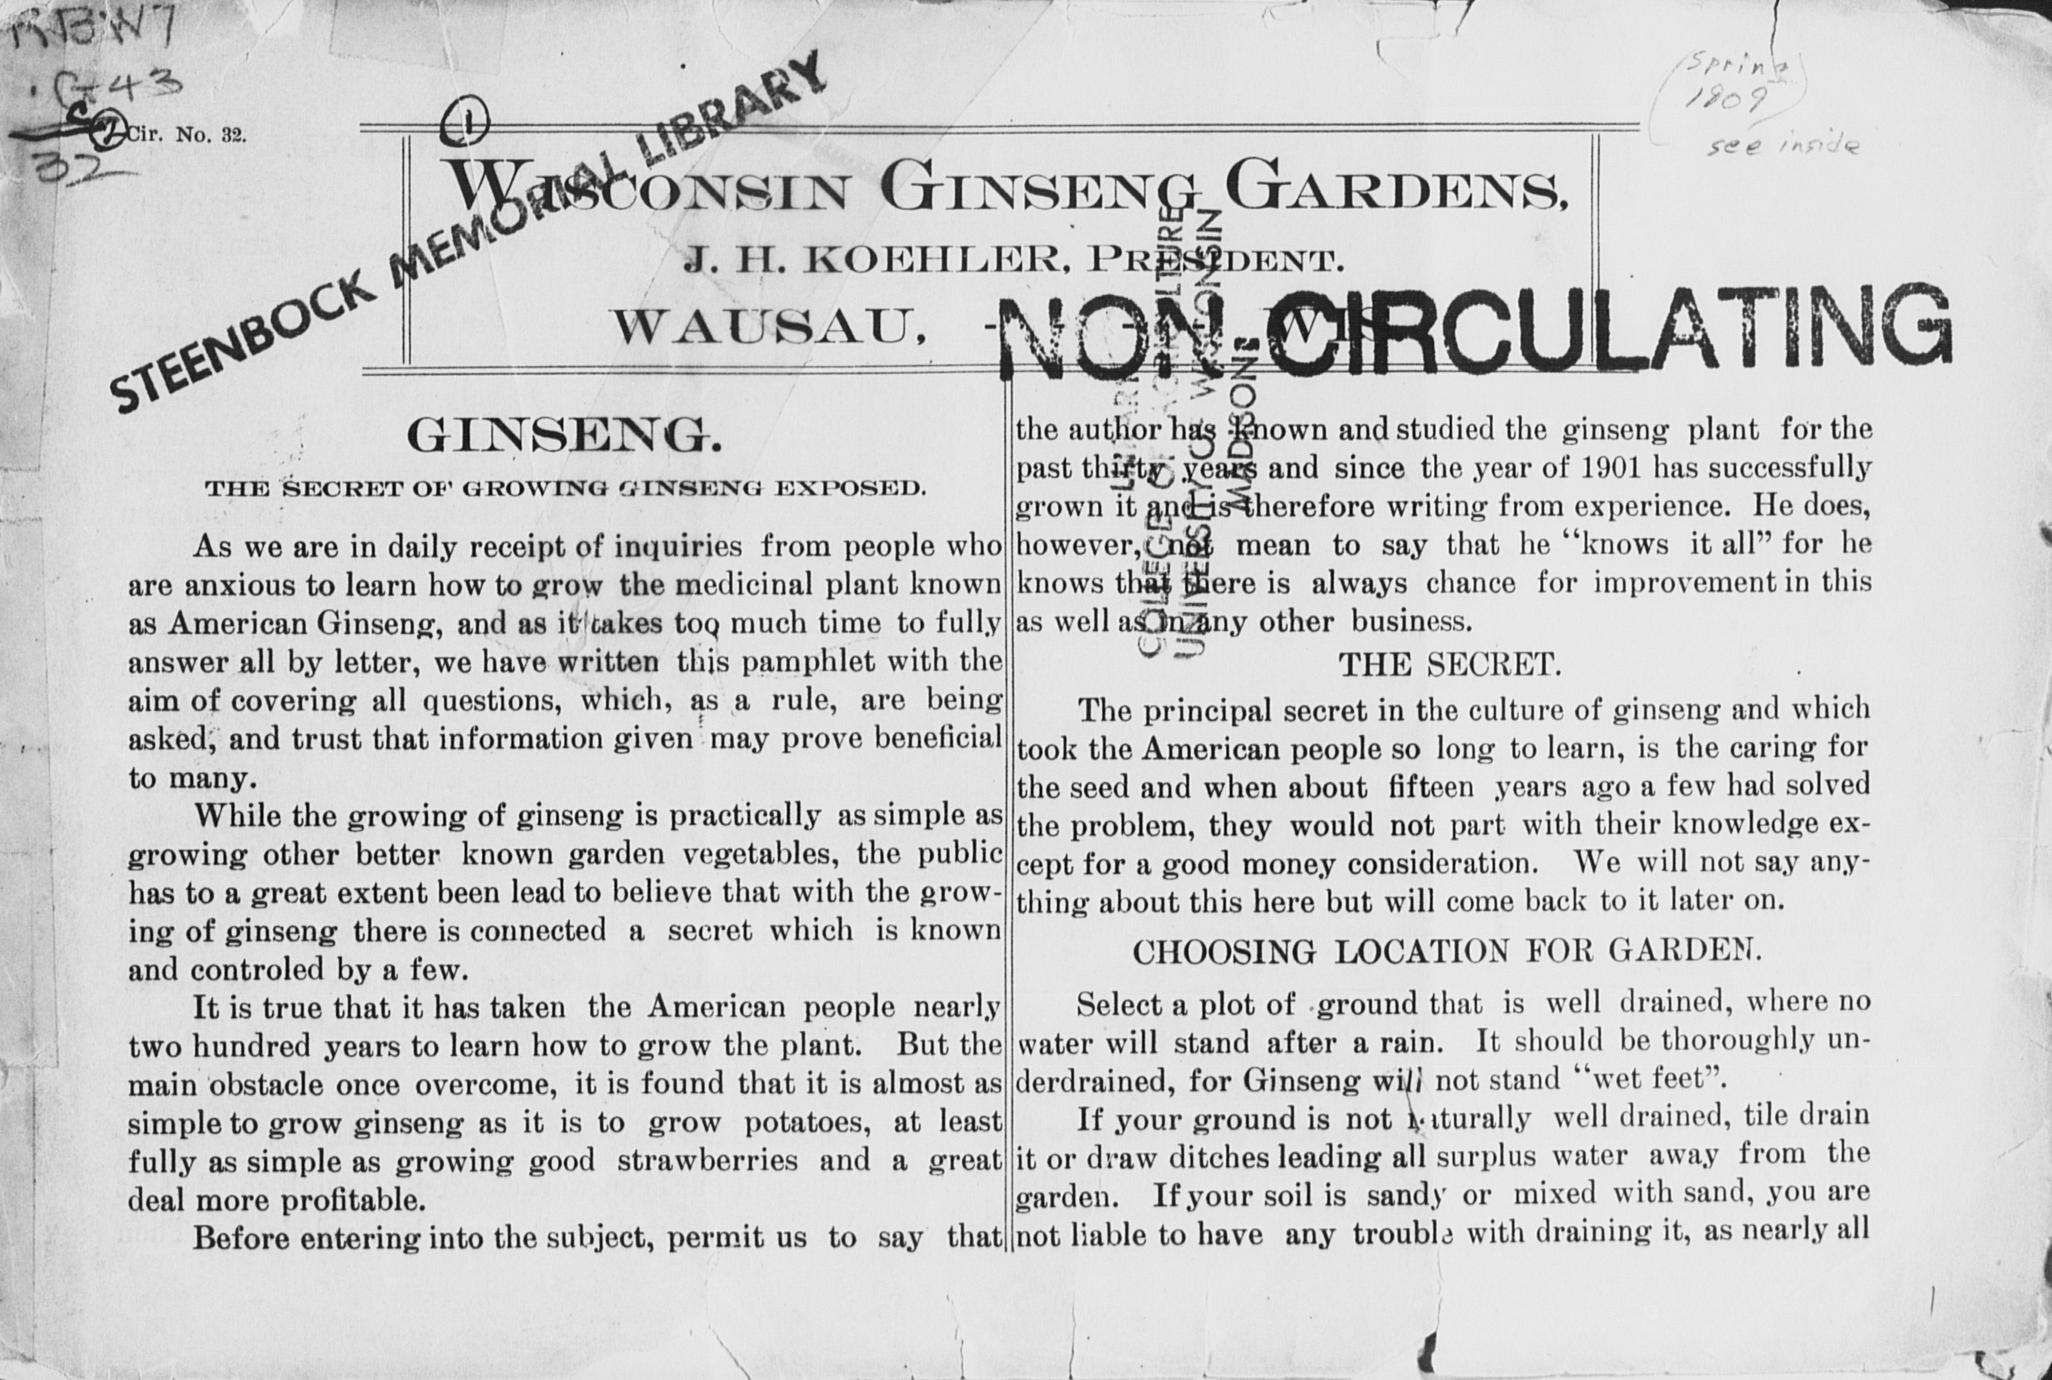 RBW7
.G43
C
32
2
Cir. No. 32.
1
(Spring
1909)
see inside
STEENBOCK MEMORIAL LIBRARY
WISCONSIN GINSENG GARDENS,
J. H. KOEHLER, PRESIDENT.
WAUSAU, - WIS.
NON-CIRCULATING
LIBRARY
COLLEGE OF AGRICULTURE
UNIVERSITY OF WISCONSIN
MADISON
GINSENG.
THE SECRET OF GROWING GINSENG EXPOSED.
As we are in daily receipt of inquiries from people who
are anxious to learn how to grow the medicinal plant known
as American Ginseng, and as it takes too much time to fully
answer all by letter, we have written this pamphlet with the
aim of covering all questions, which, as a rule, are being
asked, and trust that information given may prove beneficial
to many.
While the growing of ginseng is practically as simple as
growing other better known garden vegetables, the public
has to a great extent been lead to believe that with the grow-
ing of ginseng there is connected a secret which is known
and controled by a few.
It is true that it has taken the American people nearly
two hundred years to learn how to grow the plant. But the
main obstacle once overcome, it is found that it is almost as
simple to grow ginseng as it is to grow potatoes, at least
fully as simple as growing good strawberries and a great
deal more profitable.
Before entering into the subject, permit us to say that
the author has known and studied the ginseng plant for the
past thirty years and since the year of 1901 has successfully
grown it and is therefore writing from experience. He does,
however, not mean to say that he “knows it all” for he
knows that there is always chance for improvement in this
as well as in any other business.
THE SECRET.
The principal secret in the culture of ginseng and which
took the American people so long to learn, is the caring for
the seed and when about fifteen years ago a few had solved
the problem, they would not part with their knowledge ex-
cept for a good money consideration. We will not say any-
thing about this here but will come back to it later on.
CHOOSING LOCATION FOR GARDEN.
Select a plot of ground that is well drained, where no
water will stand after a rain. It should be thoroughly un-
derdrained, for Ginseng will not stand “wet feet”.
If your ground is not naturally well drained, tile drain
it or draw ditches leading all surplus water away from the
garden. If your soil is sandy or mixed with sand, you are
not liable to have any trouble with draining it, as nearly all